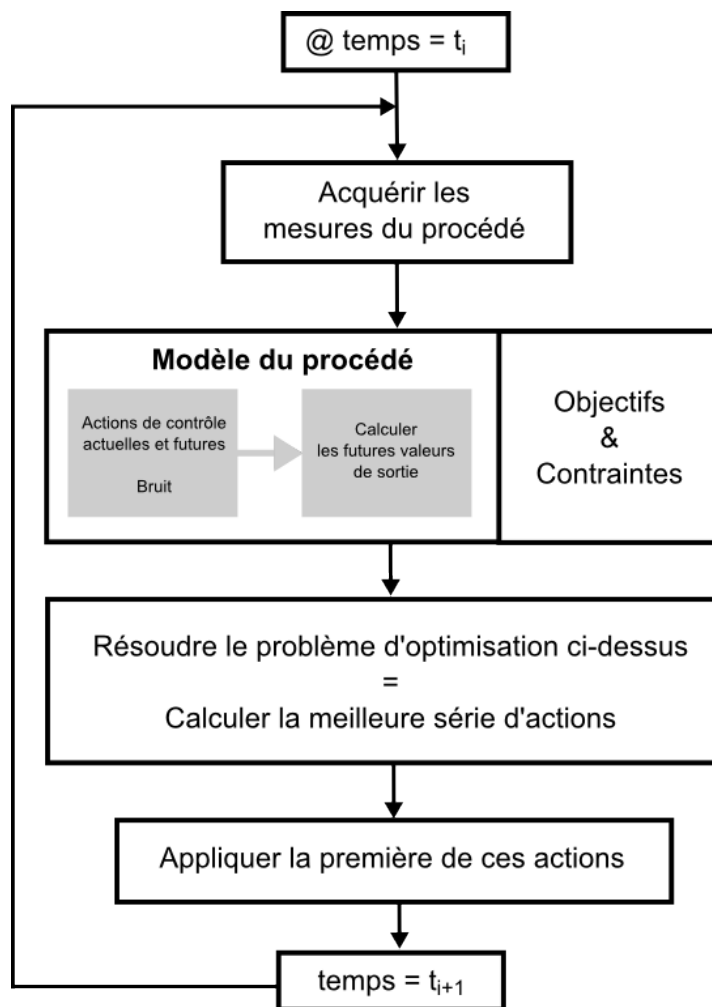 @ temps = tᵢ
Acquérir les
mesures du procédé
Modèle du procédé
Actions de contrôle
actuelles et futures
Bruit
Calculer
les futures valeurs
de sortie
Objectifs
&
Contraintes
Résoudre le problème d'optimisation ci-dessus
=
Calculer la meilleure série d'actions
Appliquer la première de ces actions
temps = tᵢ₊₁